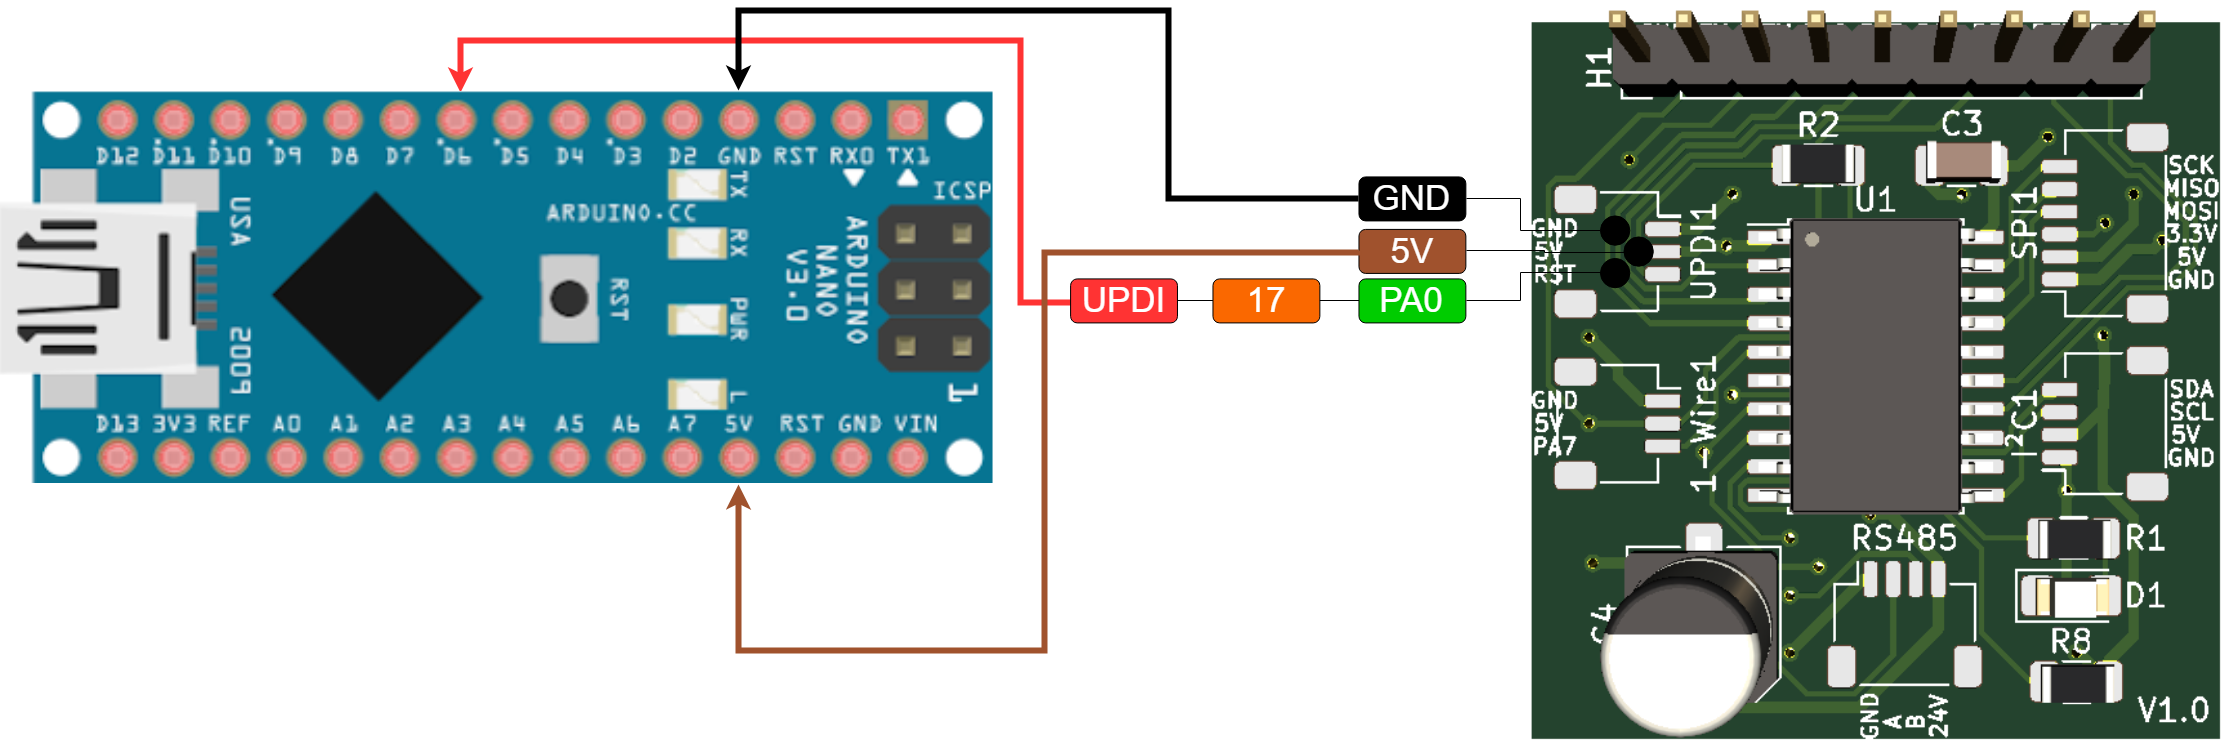 D12 D11 D10 D9 D8 D7 D6 D5 D4 D3 D2 GND RST RX0 TX1
ICSP
ARDUINO.CC
TX
RX
PWR
L
RST
ARDUINO
NANO
V3.0
USA
2009
1
D13 3V3 REF A0 A1 A2 A3 A4 A5 A6 A7 5V RST GND VIN
GND
5V
UPDI 17 PA0
H1
R2
C3
U1
GND
5V
RST
UPDI1
SPI1
SCK
MISO
MOSI
3.3V
5V
GND
GND
5V
PA7
1-Wire1
I²C1
SDA
SCL
5V
GND
RS485
R1
D1
R8
C4
GND
A
B
24V
V1.0